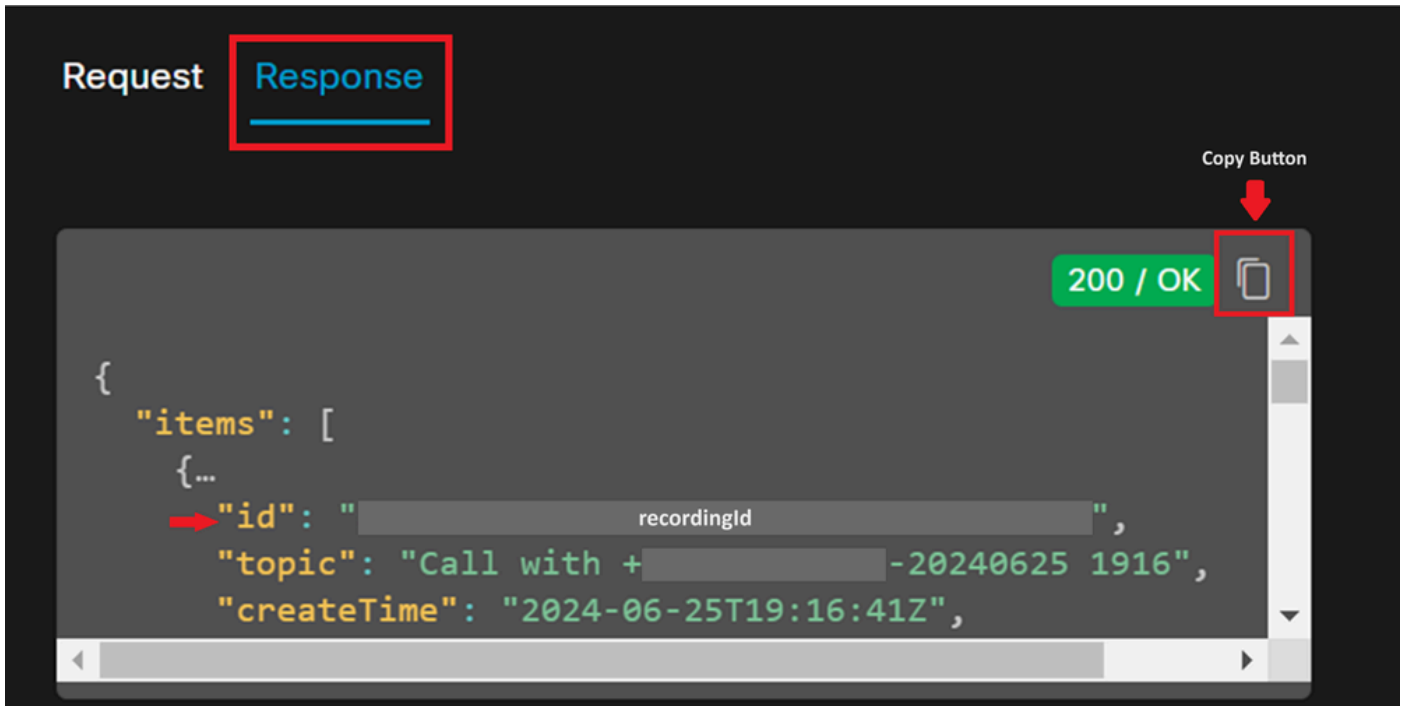 Request Response
Copy Button
200 / OK
{
"items": [
{…
"id": "recordingId",
"topic": "Call with + -20240625 1916",
"createTime": "2024-06-25T19:16:41Z",